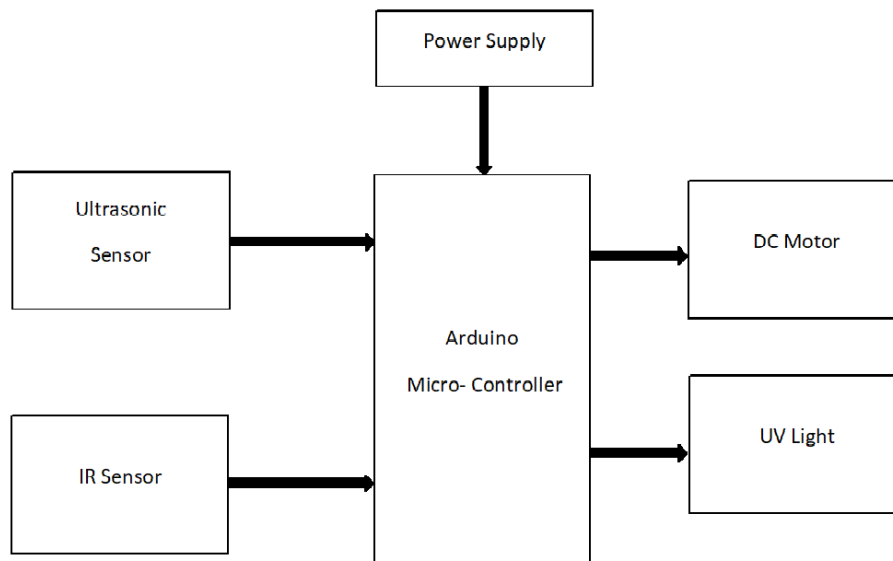 Power Supply
Ultrasonic
Sensor
DC Motor
Arduino
Micro- Controller
UV Light
IR Sensor